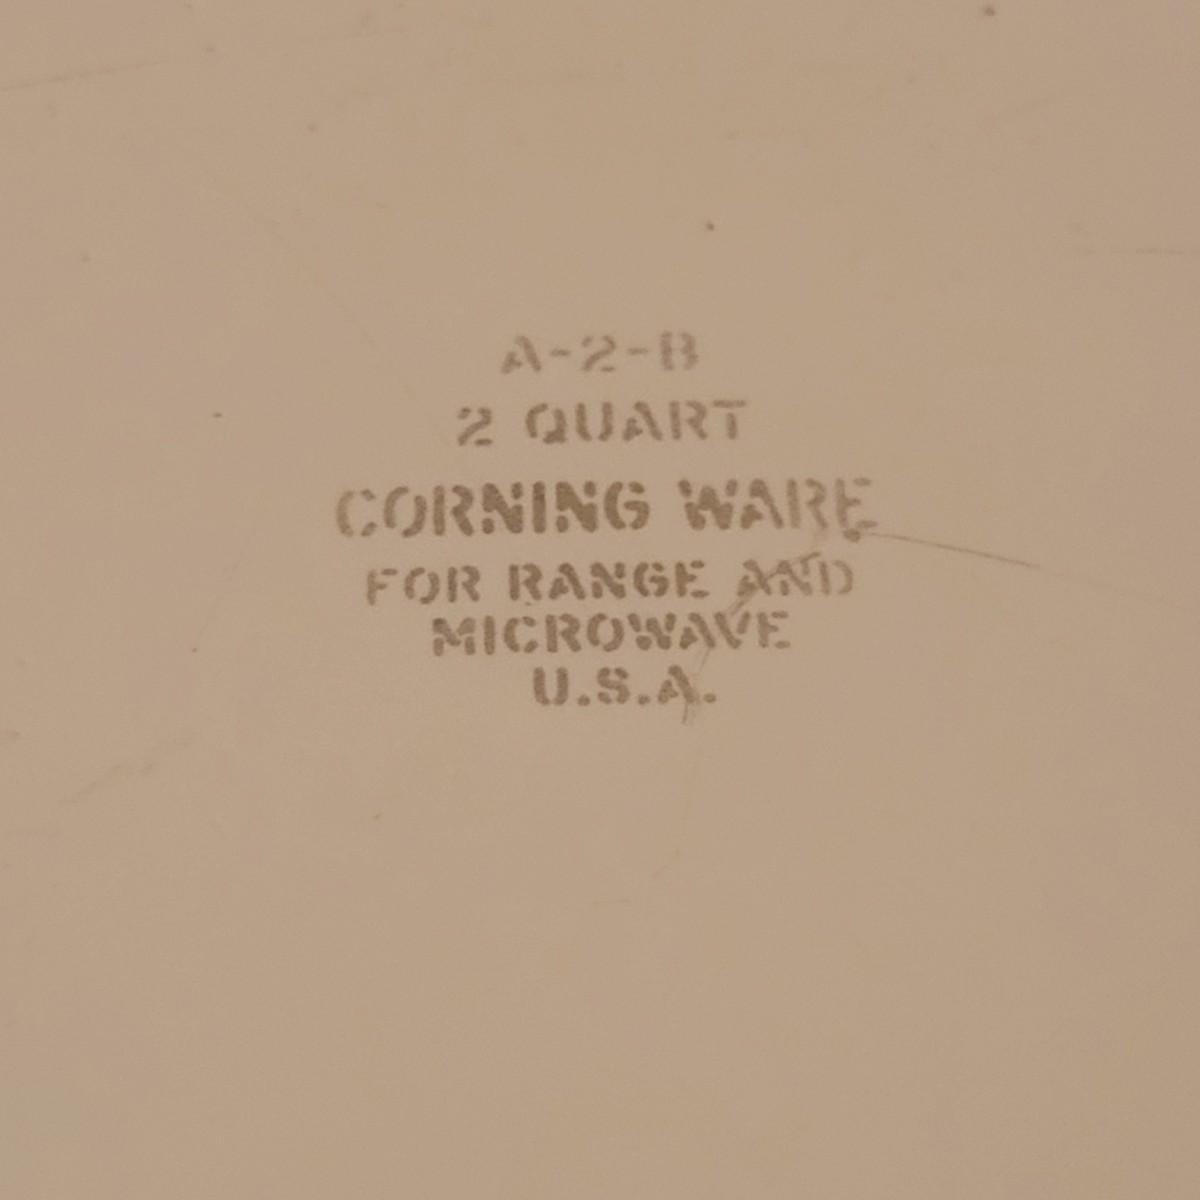 A-2-B
2 QUART
CORNING WARE
FOR RANGE AND
MICROWAVE
U.S.A.